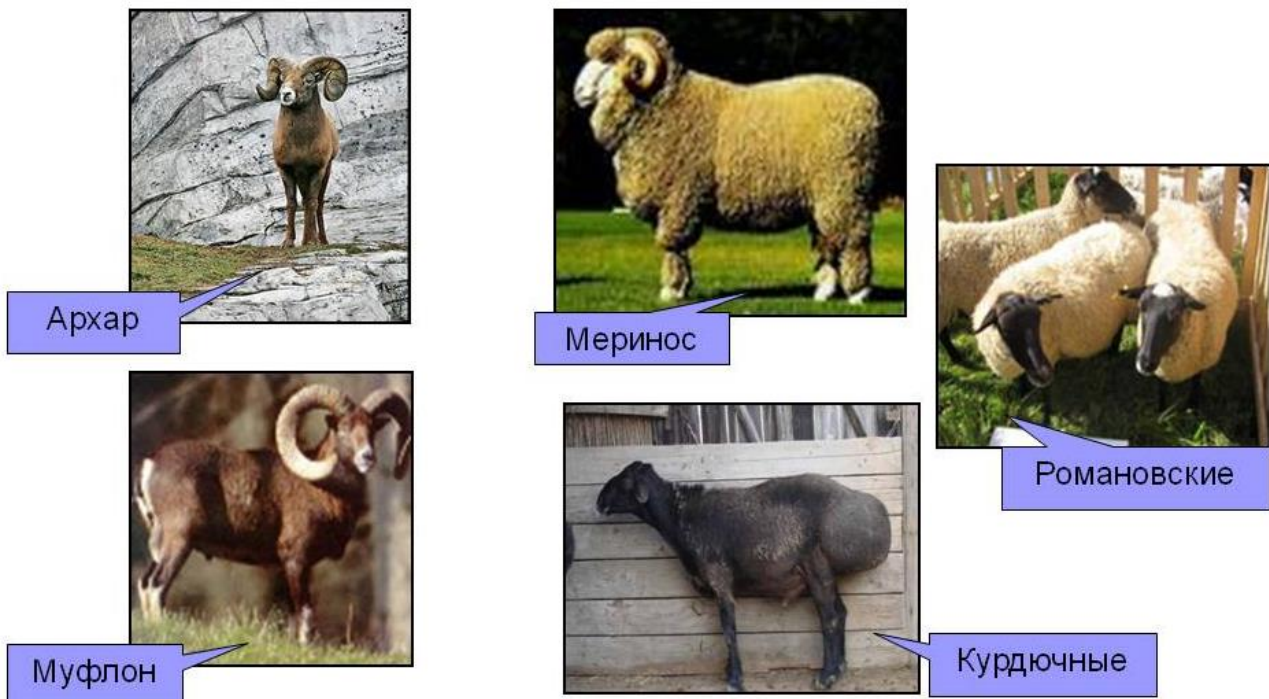 Архар
Меринос
Романовские
Муфлон
Курдючные